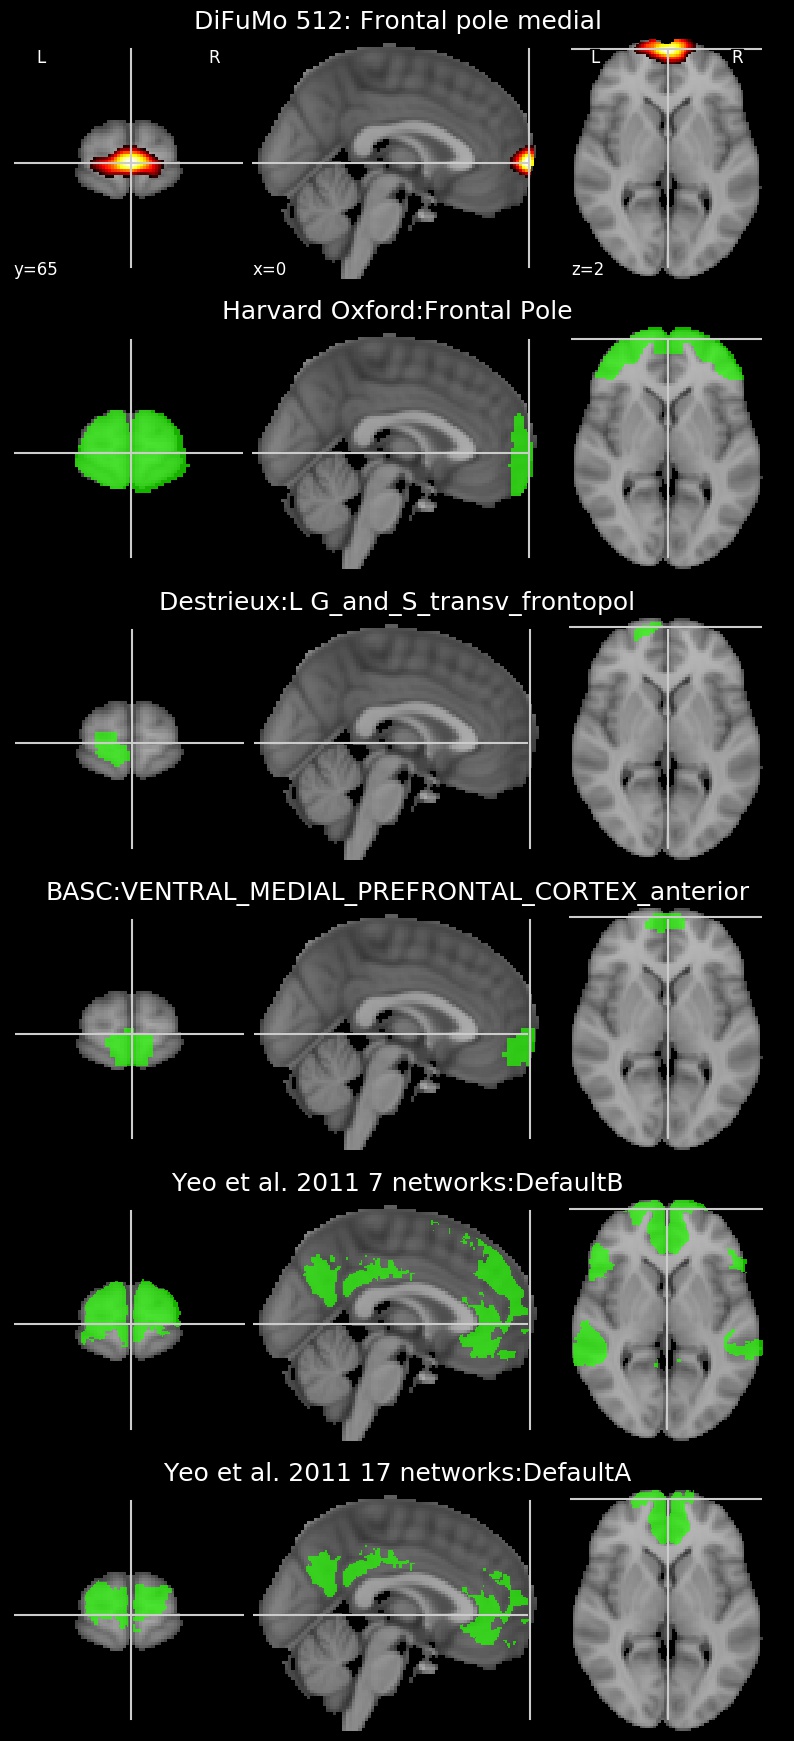 DiFuMo 512: Frontal pole medial
L R L R
y=65 x=0 z=2
Harvard Oxford:Frontal Pole
Destrieux:L G_and_S_transv_frontopol
BASC:VENTRAL_MEDIAL_PREFRONTAL_CORTEX_anterior
Yeo et al. 2011 7 networks:DefaultB
Yeo et al. 2011 17 networks:DefaultA